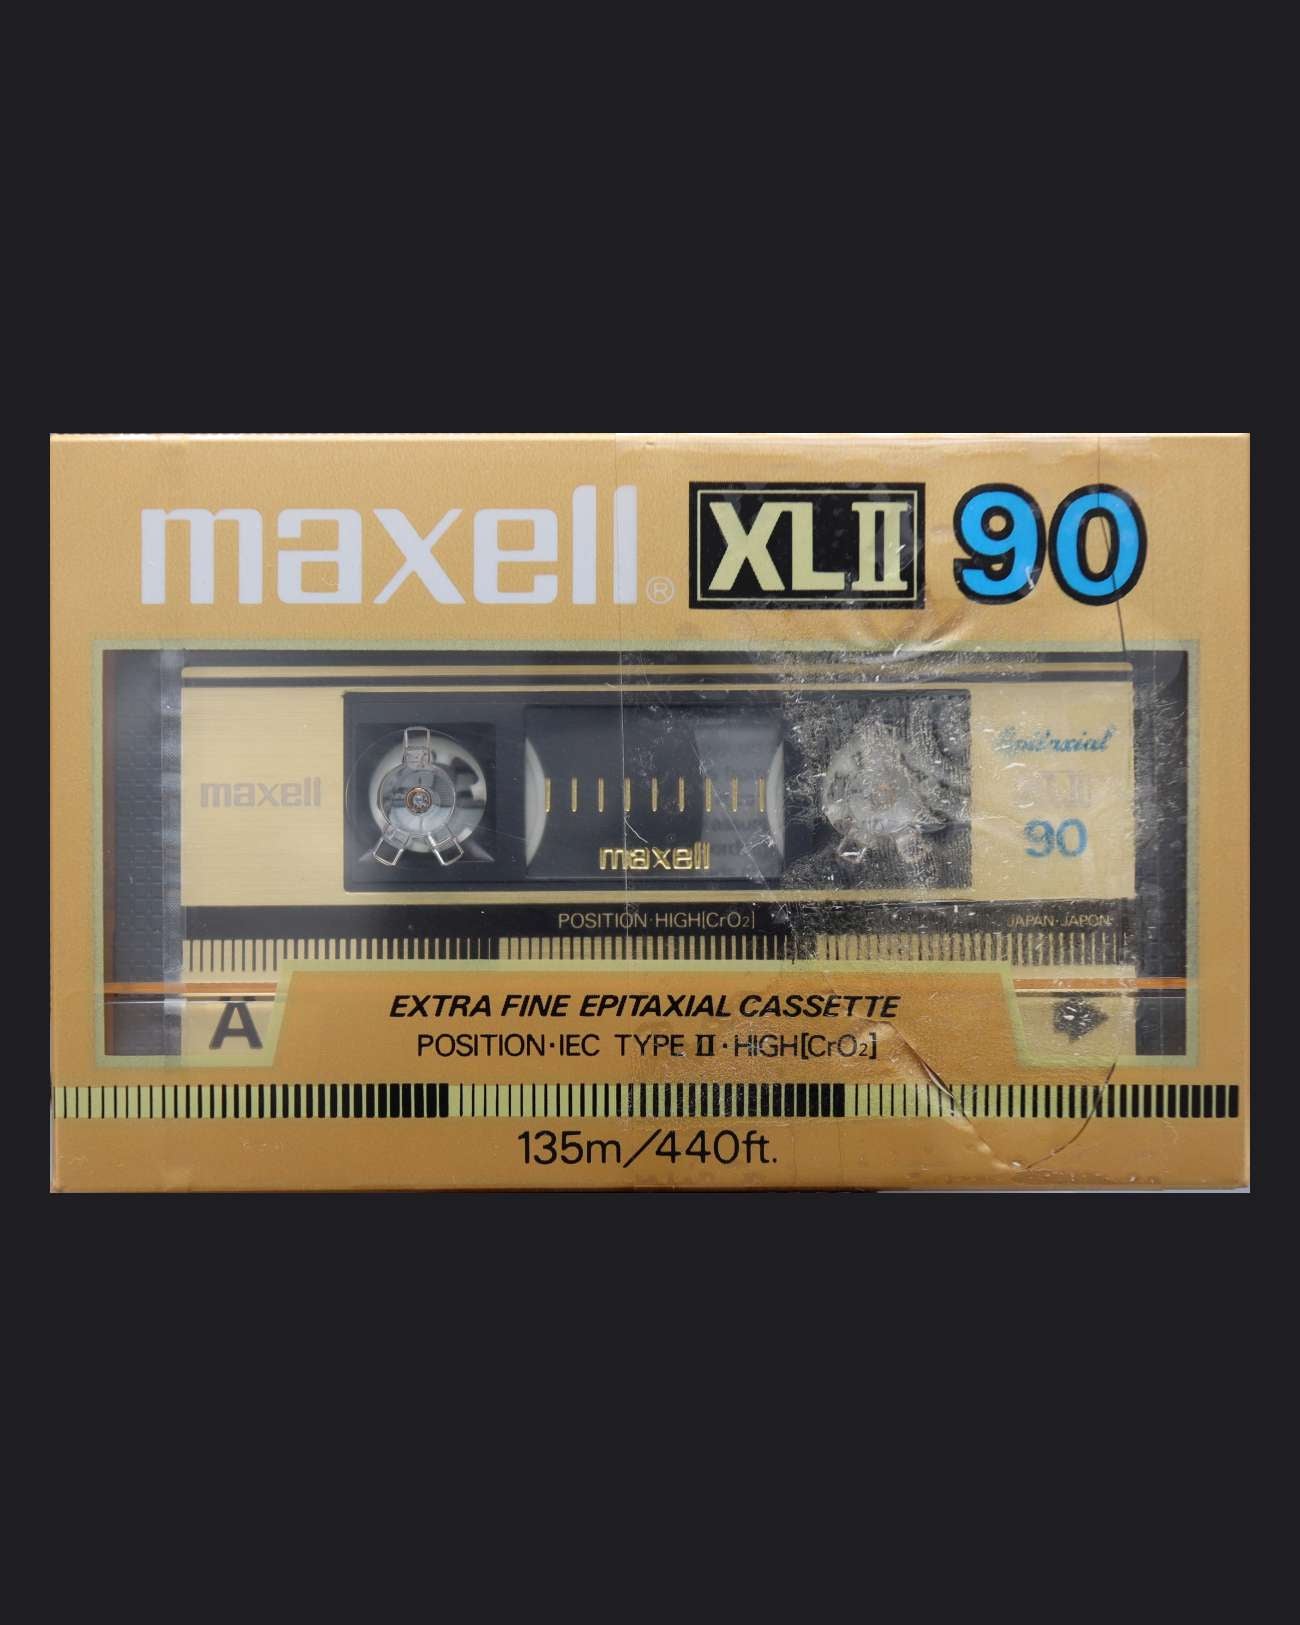 maxell® XLII 90
Epitaxial
maxell XLII
90
maxell
POSITION·HIGH[CrO₂] JAPAN·JAPON
A
EXTRA FINE EPITAXIAL CASSETTE
POSITION·IEC TYPE II·HIGH[CrO₂]
135m/440ft.